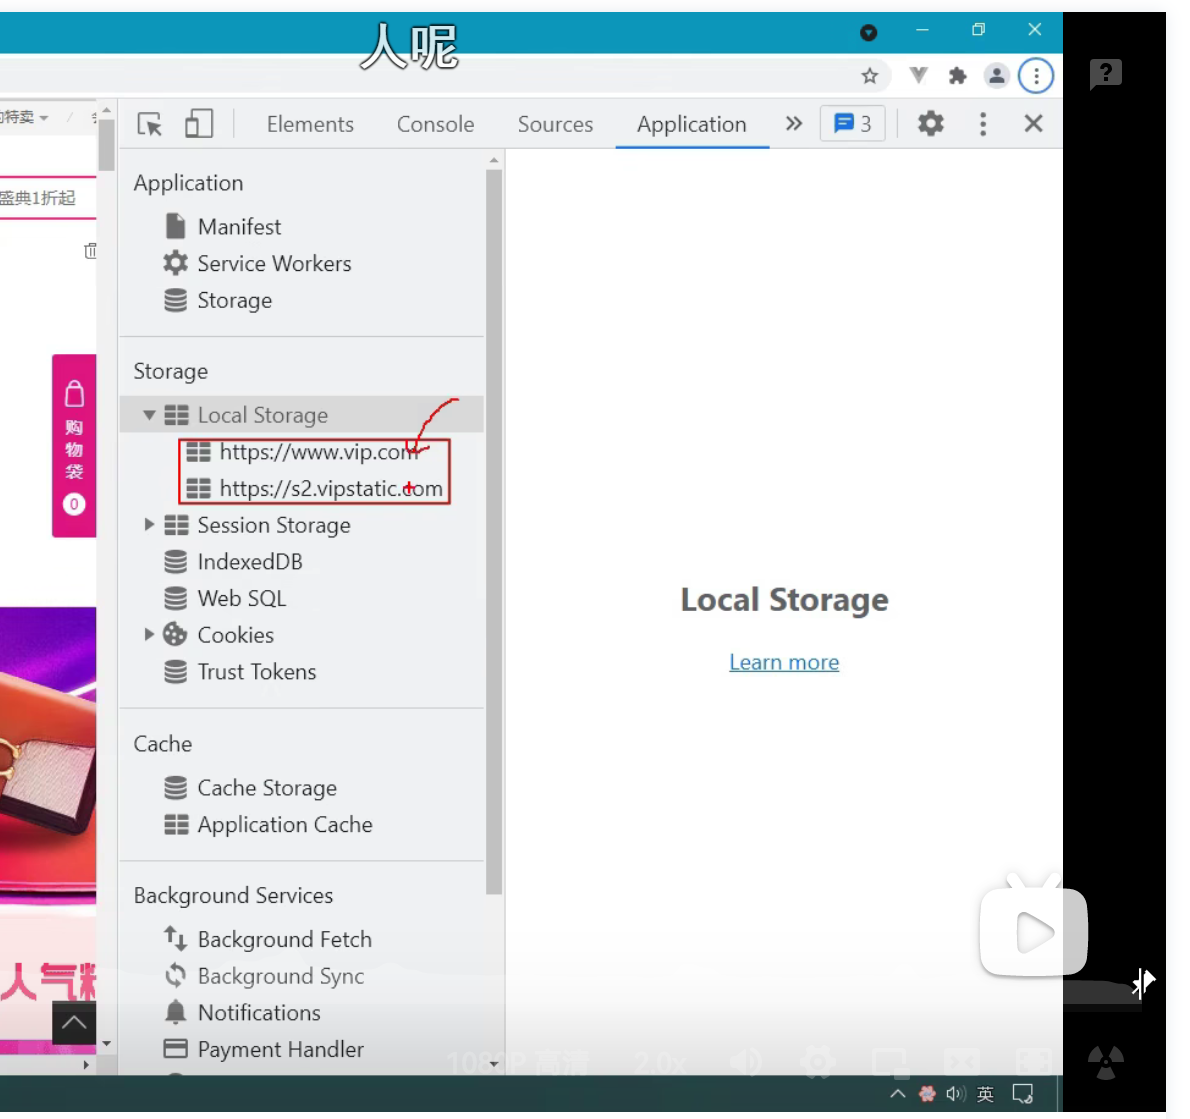 人呢
的特卖
Elements Console Sources Application 3
盛典1折起
Application
Manifest
Service Workers
Storage
Storage
Local Storage
https://www.vip.com
https://s2.vipstatic.com
Session Storage
IndexedDB
Web SQL
Cookies
Trust Tokens
购
物
袋
0
Cache
Cache Storage
Application Cache
Background Services
Background Fetch
Background Sync
Notifications
Payment Handler
Local Storage
Learn more
人气精
1080P 高清 2.0x
英